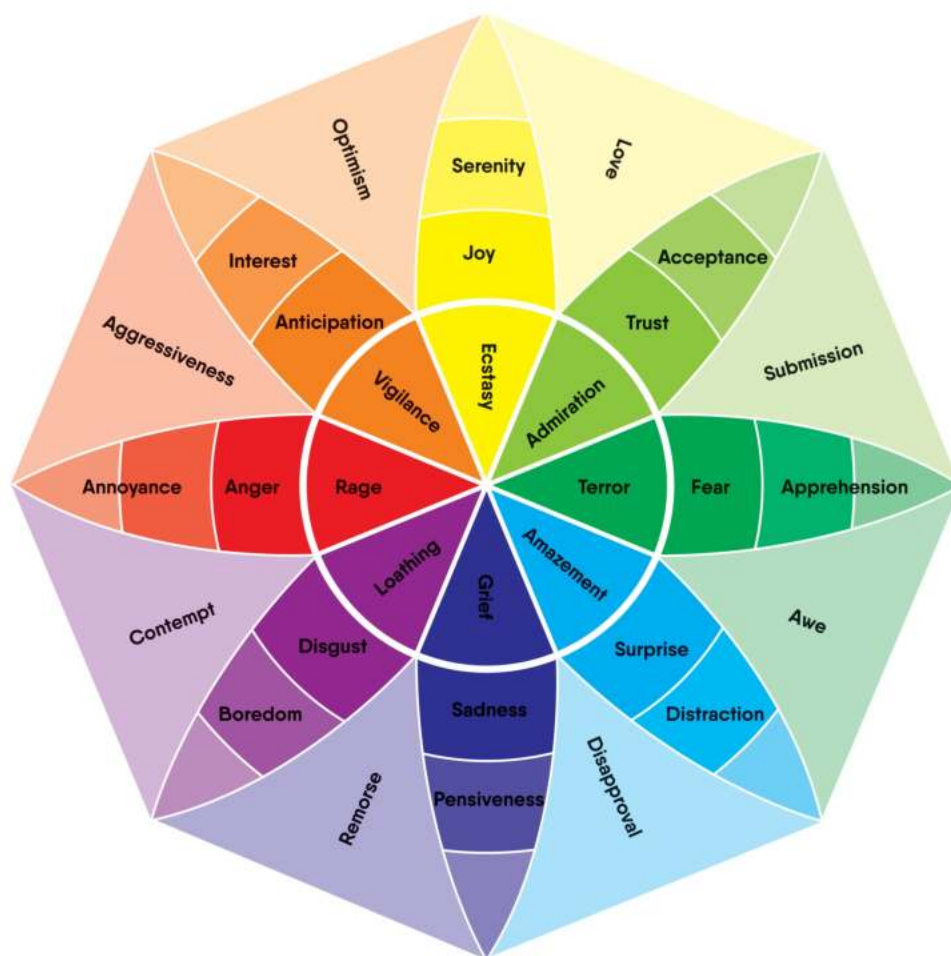 Optimism
Love
Serenity
Joy
Interest
Acceptance
Anticipation
Trust
Aggressiveness
Submission
Vigilance
Ecstasy
Admiration
Annoyance
Anger
Rage
Terror
Fear
Apprehension
Loathing
Grief
Amazement
Contempt
Awe
Disgust
Surprise
Boredom
Sadness
Distraction
Remorse
Pensiveness
Disapproval